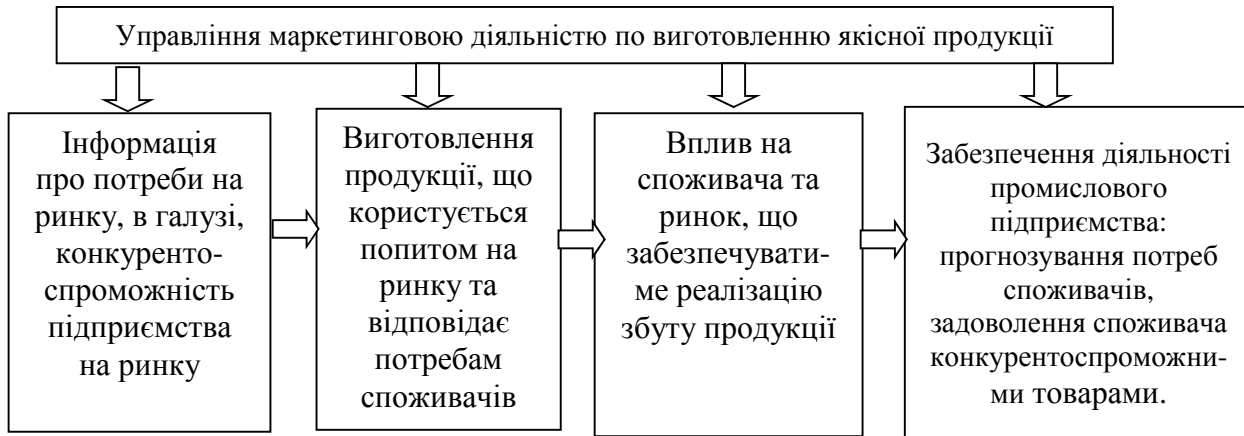 Управління маркетинговою діяльністю по виготовленню якісної продукції
Інформація
про потреби на
ринку, в галузі,
конкуренто-
спроможність
підприємства
на ринку
Виготовлення
продукції, що
користується
попитом на
ринку та
відповідає
потребам
споживачів
Вплив на
споживача та
ринок, що
забезпечувати-
ме реалізацію
збуту продукції
Забезпечення діяльності
промислового
підприємства:
прогнозування потреб
споживачів,
задоволення споживача
конкурентоспроможни-
ми товарами.